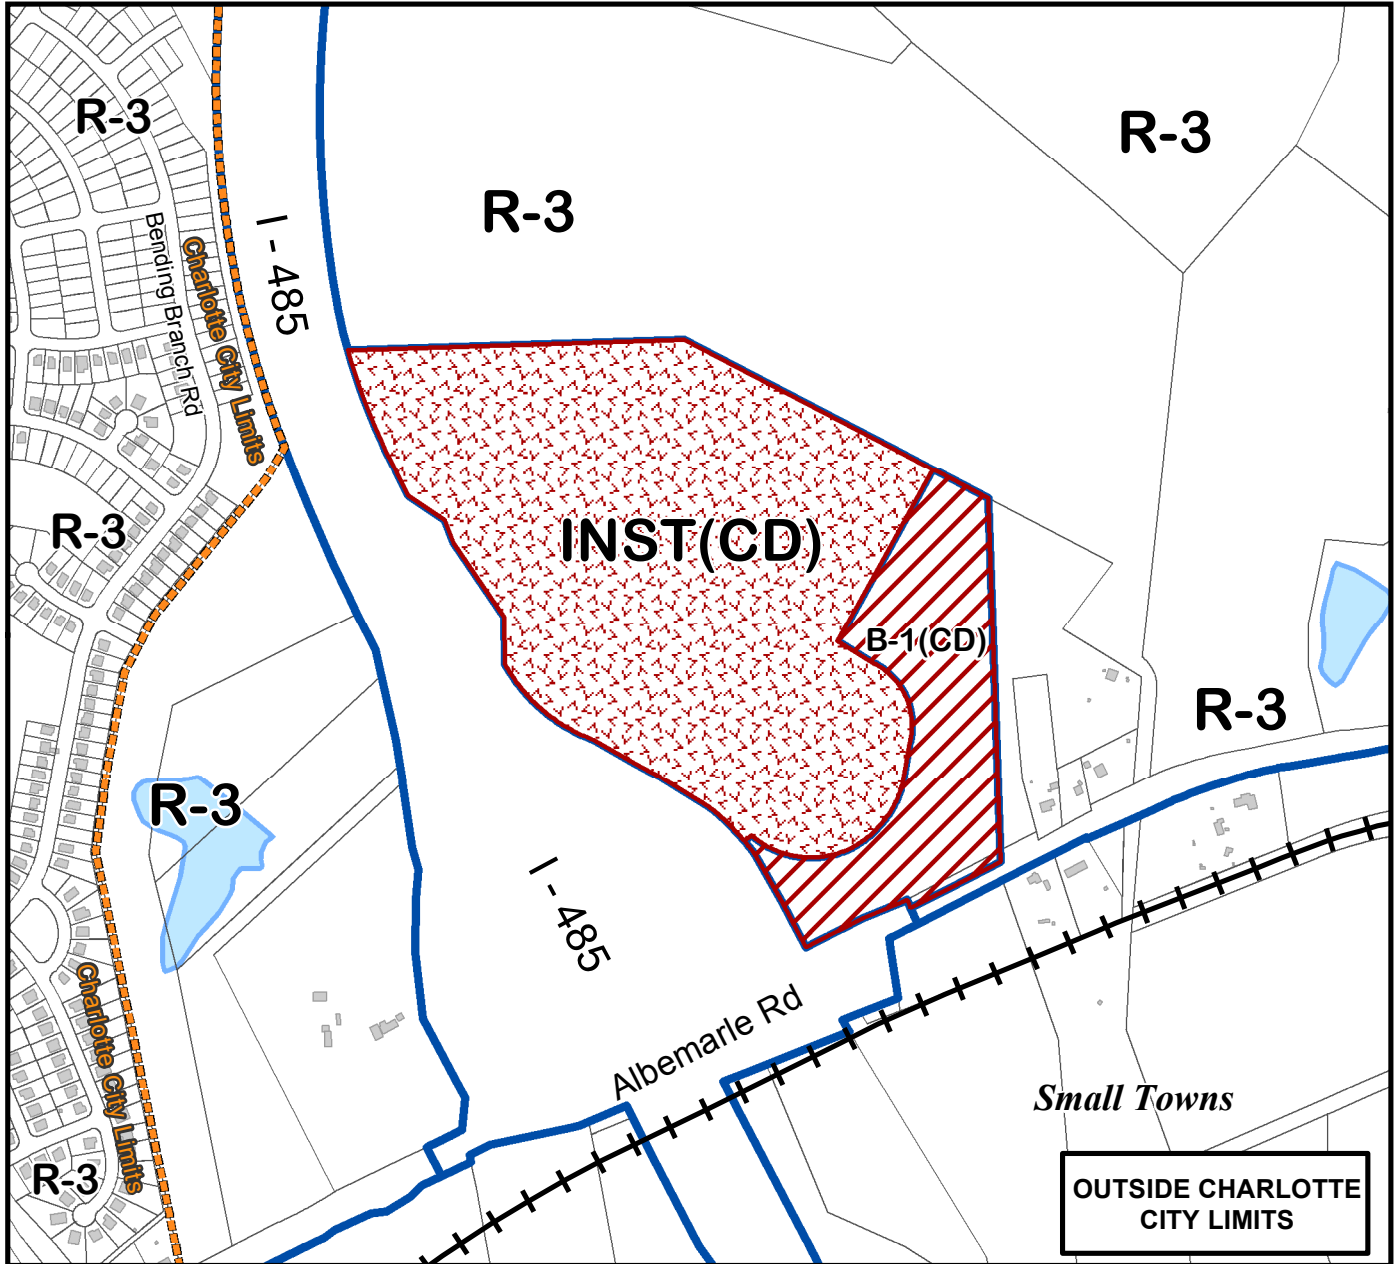 R-3
R-3
R-3
I - 485
Bending Branch Rd
Charlotte City Limits
INST(CD)
R-3
B-1(CD)
R-3
R-3
I - 485
Charlotte City Limits
Albemarle Rd
Small Towns
R-3
OUTSIDE CHARLOTTE
CITY LIMITS